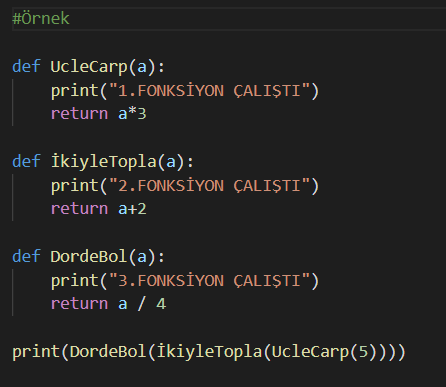 #Örnek
def UcleCarp(a):
    print("1.FONKSİYON ÇALIŞTI")
    return a*3
def İkiyleTopla(a):
    print("2.FONKSİYON ÇALIŞTI")
    return a+2
def DordeBol(a):
    print("3.FONKSİYON ÇALIŞTI")
    return a / 4
print(DordeBol(İkiyleTopla(UcleCarp(5))))